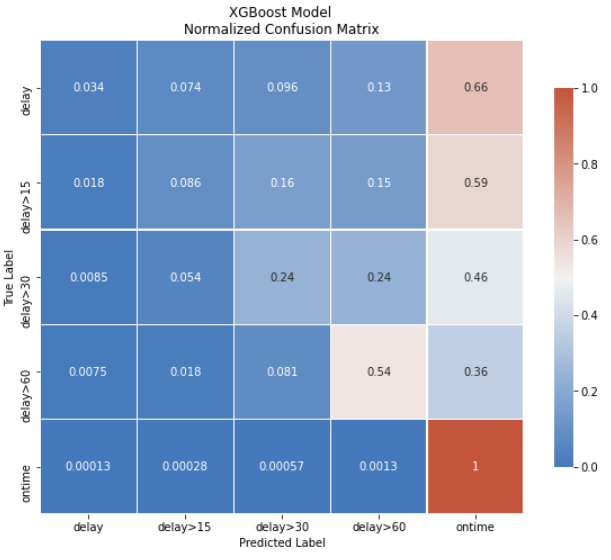 XGBoost Model
Normalized Confusion Matrix
delay 0.034 0.074 0.096 0.13 0.66
delay>15 0.018 0.086 0.16 0.15 0.59
delay>30 0.0085 0.054 0.24 0.24 0.46
delay>60 0.0075 0.018 0.081 0.54 0.36
ontime 0.00013 0.00028 0.00057 0.0013 1
True Label
delay delay>15 delay>30 delay>60 ontime
Predicted Label
1.0
0.8
0.6
0.4
0.2
0.0